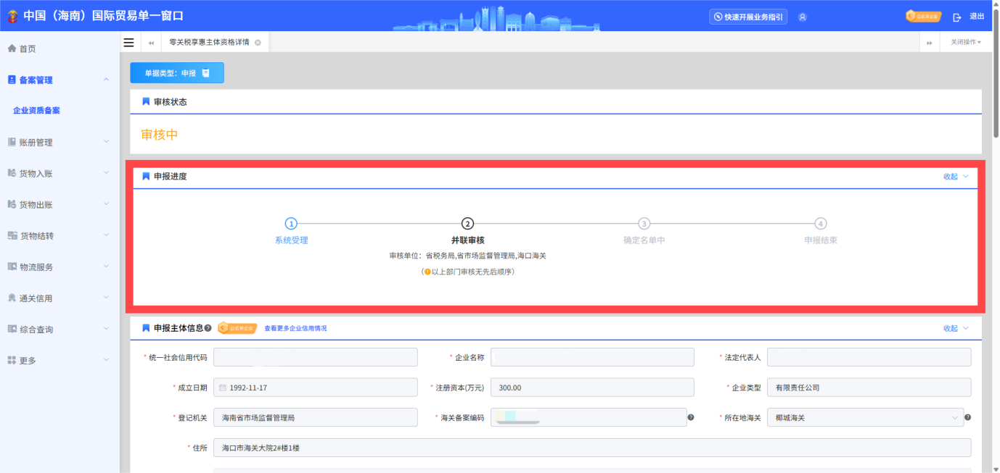 中国（海南）国际贸易单一窗口
快速开展业务指引
白名单企业
退出
首页
零关税享惠主体资格详情
关闭操作
备案管理
企业资质备案
账册管理
货物入账
货物出账
货物结转
物流服务
通关信用
综合查询
更多
单据类型：申报
审核状态
审核中
申报进度
收起
1
2
3
4
系统受理
并联审核
确定名单中
申报结束
审核单位：省税务局,省市场监督管理局,海口海关
（!以上部门审核无先后顺序）
申报主体信息?
白名单企业
查看更多企业信用情况
收起
* 统一社会信用代码
* 企业名称
* 法定代表人
* 成立日期 1992-11-17
* 注册资本(万元) 300.00
* 企业类型 有限责任公司
* 登记机关 海南省市场监督管理局
* 海关备案编码
* 所在地海关 椰城海关
* 住所 海口市海关大院2#楼1楼